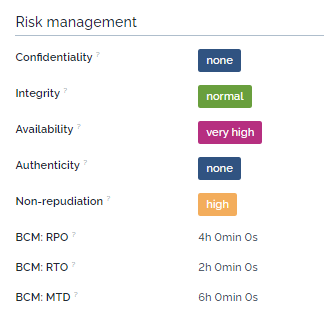 Risk management
Confidentiality ? none
Integrity ? normal
Availability ? very high
Authenticity ? none
Non-repudiation ? high
BCM: RPO ? 4h 0min 0s
BCM: RTO ? 2h 0min 0s
BCM: MTD ? 6h 0min 0s